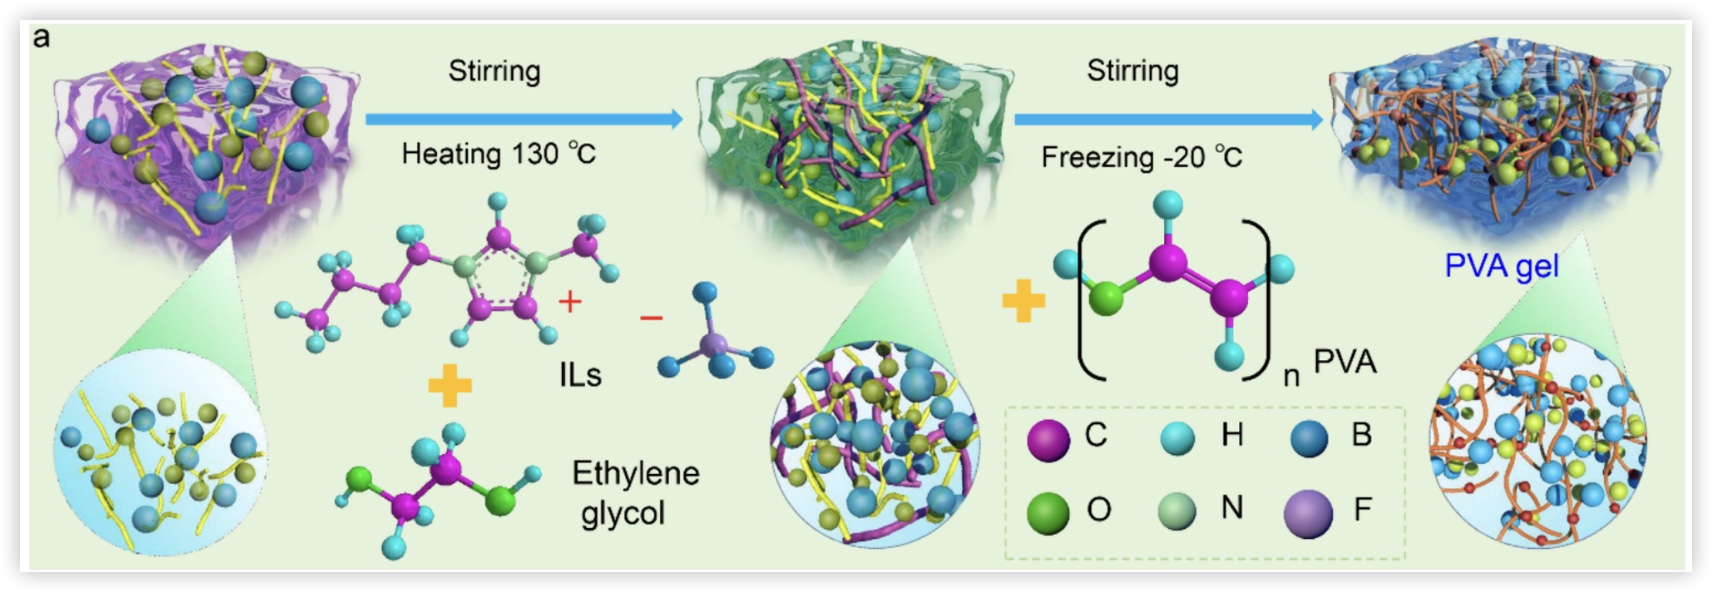 a
Stirring
Heating 130 ℃
Stirring
Freezing -20 ℃
+
−
ILs
Ethylene
glycol
n
PVA
PVA gel
C
H
B
O
N
F